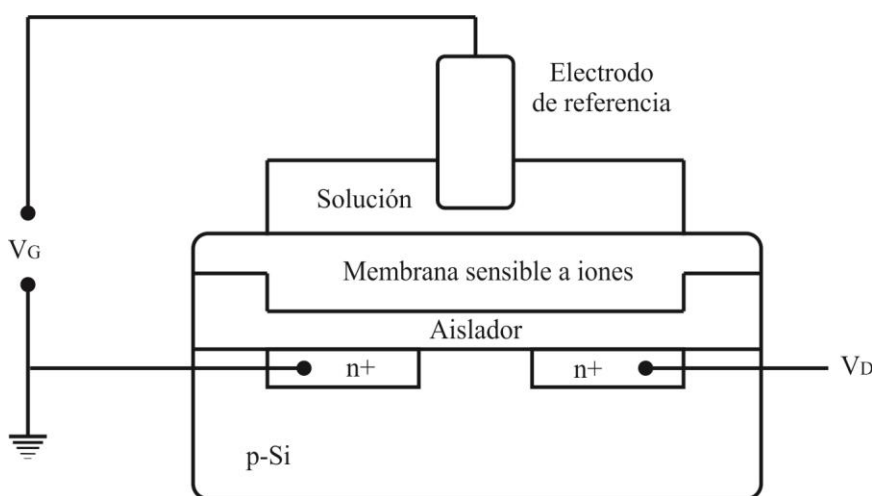 Electrodo
de referencia
Solución
VG
Membrana sensible a iones
Aislador
n+
n+
VD
p-Si